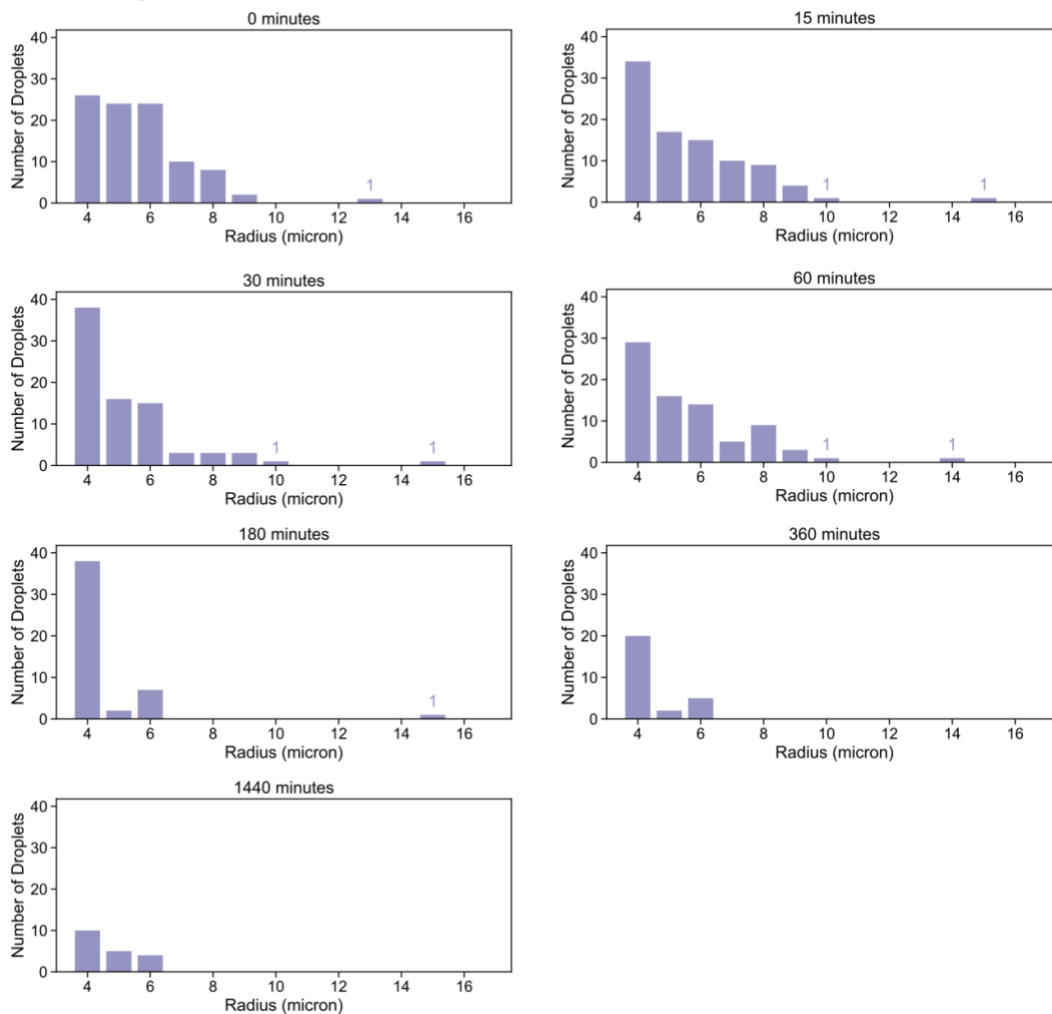 0 minutes
Number of Droplets
40
30
20
10
0
1
4 6 8 10 12 14 16
Radius (micron)
15 minutes
Number of Droplets
40
30
20
10
0
1 1
4 6 8 10 12 14 16
Radius (micron)
30 minutes
Number of Droplets
40
30
20
10
0
1 1
4 6 8 10 12 14 16
Radius (micron)
60 minutes
Number of Droplets
40
30
20
10
0
1 1
4 6 8 10 12 14 16
Radius (micron)
180 minutes
Number of Droplets
40
30
20
10
0
1
4 6 8 10 12 14 16
Radius (micron)
360 minutes
Number of Droplets
40
30
20
10
0
4 6 8 10 12 14 16
Radius (micron)
1440 minutes
Number of Droplets
40
30
20
10
0
4 6 8 10 12 14 16
Radius (micron)